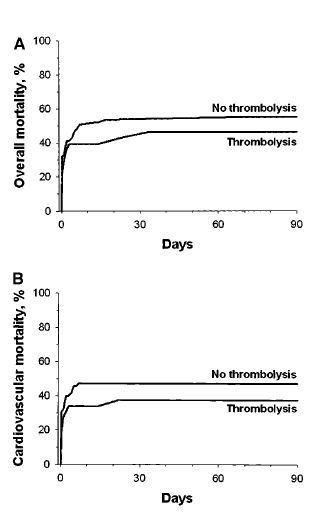 A
Overall mortality, %
100
80
60
40
20
0
No thrombolysis
Thrombolysis
0 30 60 90
Days
B
Cardiovascular mortality, %
100
80
60
40
20
0
No thrombolysis
Thrombolysis
0 30 60 90
Days